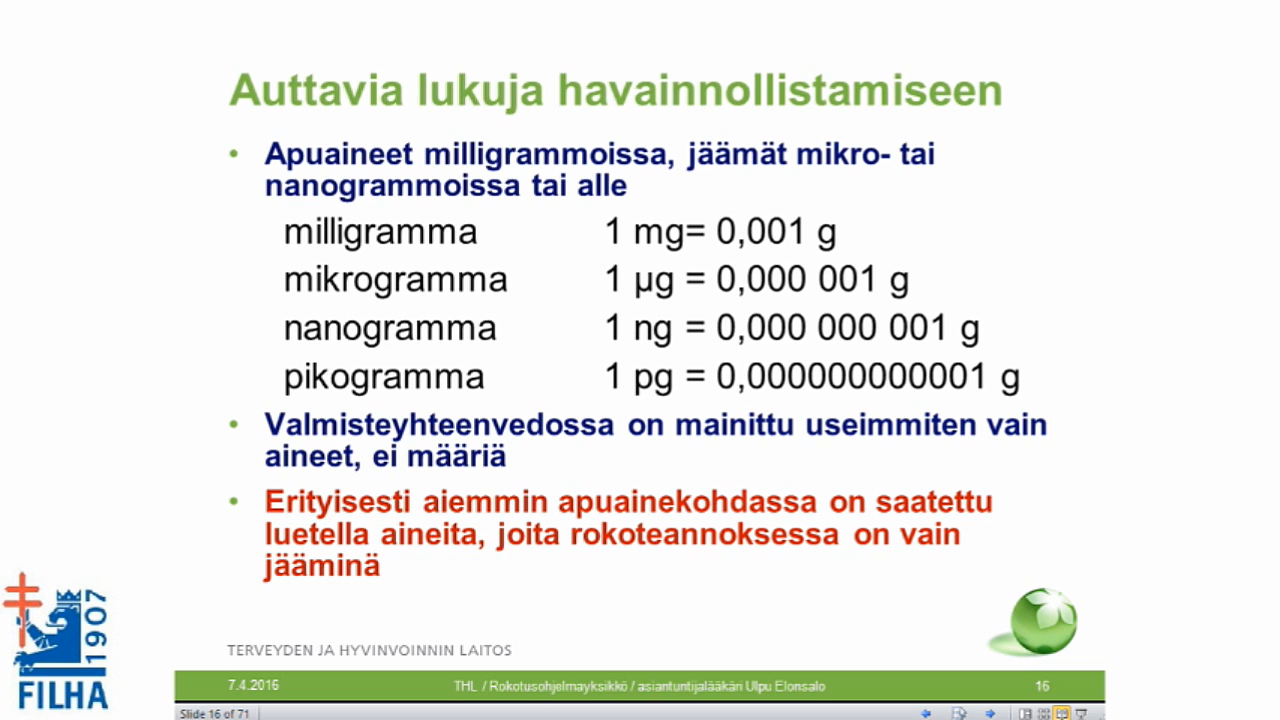 Auttavia lukuja havainnollistamiseen
• Apuaineet milligrammoissa, jäämät mikro- tai
nanogrammoissa tai alle
milligramma 1 mg= 0,001 g
mikrogramma 1 µg = 0,000 001 g
nanogramma 1 ng = 0,000 000 001 g
pikogramma 1 pg = 0,000000000001 g
• Valmisteyhteenvedossa on mainittu useimmiten vain
aineet, ei määriä
• Erityisesti aiemmin apuainekohdassa on saatettu
luetella aineita, joita rokoteannoksessa on vain
jääminä
1907
FILHA
TERVEYDEN JA HYVINVOINNIN LAITOS
7.4.2016 THL / Rokotusohjelmayksikkö / asiantuntijalääkäri Ulpu Elonsalo 16
Slide 16 of 71